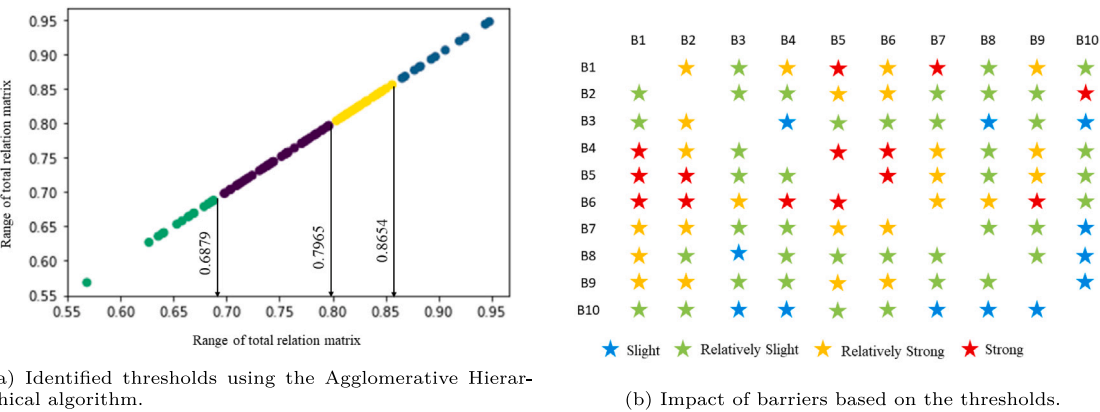 0.95
0.90
0.85
0.80
0.75
0.70
0.65
0.60
0.55
Range of total relation matrix
0.6879
0.7965
0.8654
0.55 0.60 0.65 0.70 0.75 0.80 0.85 0.90 0.95
Range of total relation matrix
a) Identified thresholds using the Agglomerative Hierar-
hical algorithm.
B1 B2 B3 B4 B5 B6 B7 B8 B9 B10
B1
B2
B3
B4
B5
B6
B7
B8
B9
B10
Slight Relatively Slight Relatively Strong Strong
(b) Impact of barriers based on the thresholds.